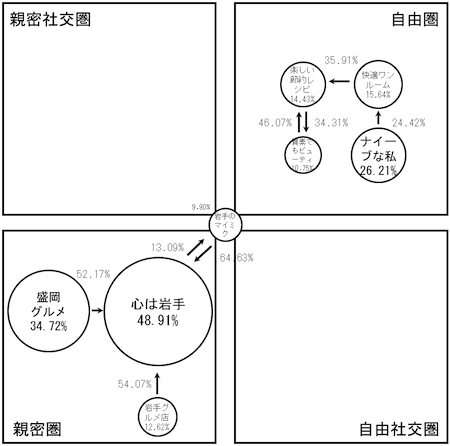 親密社交圏
自由圏
35.91%
楽しい
節約レ
シピ
14.43%
快適ワン
ルーム
15.64%
46.07%
34.31%
24.42%
質素で
もビュ
ーティ
10.75%
ナイー
ブな私
26.21%
9.90%
岩手の
マイミ
ク
13.09%
64.63%
52.17%
盛岡
グルメ
34.72%
心は岩手
48.91%
54.07%
岩手グ
ルメ店
12.62%
親密圏
自由社交圏